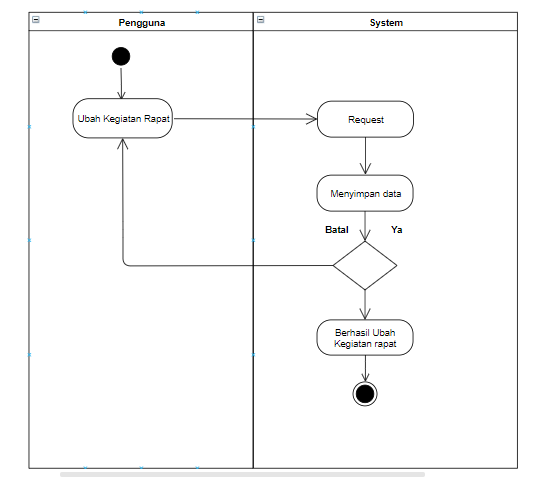 Pengguna
System
Ubah Kegiatan Rapat
Request
Menyimpan data
Batal
Ya
Berhasil Ubah
Kegiatan rapat